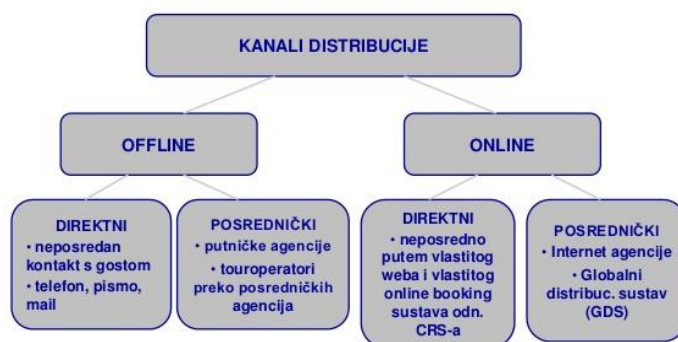 KANALI DISTRIBUCIJE
OFFLINE
ONLINE
DIREKTNI
• neposredan
kontakt s gostom
• telefon, pismo,
mail
POSREDNIČKI
• putničke agencije
• touroperatori
preko posredničkih
agencija
DIREKTNI
• neposredno
putem vlastitog
weba i vlastitog
online booking
sustava odn.
CRS-a
POSREDNIČKI
• Internet agencije
• Globalni
distribuc. sustav
(GDS)